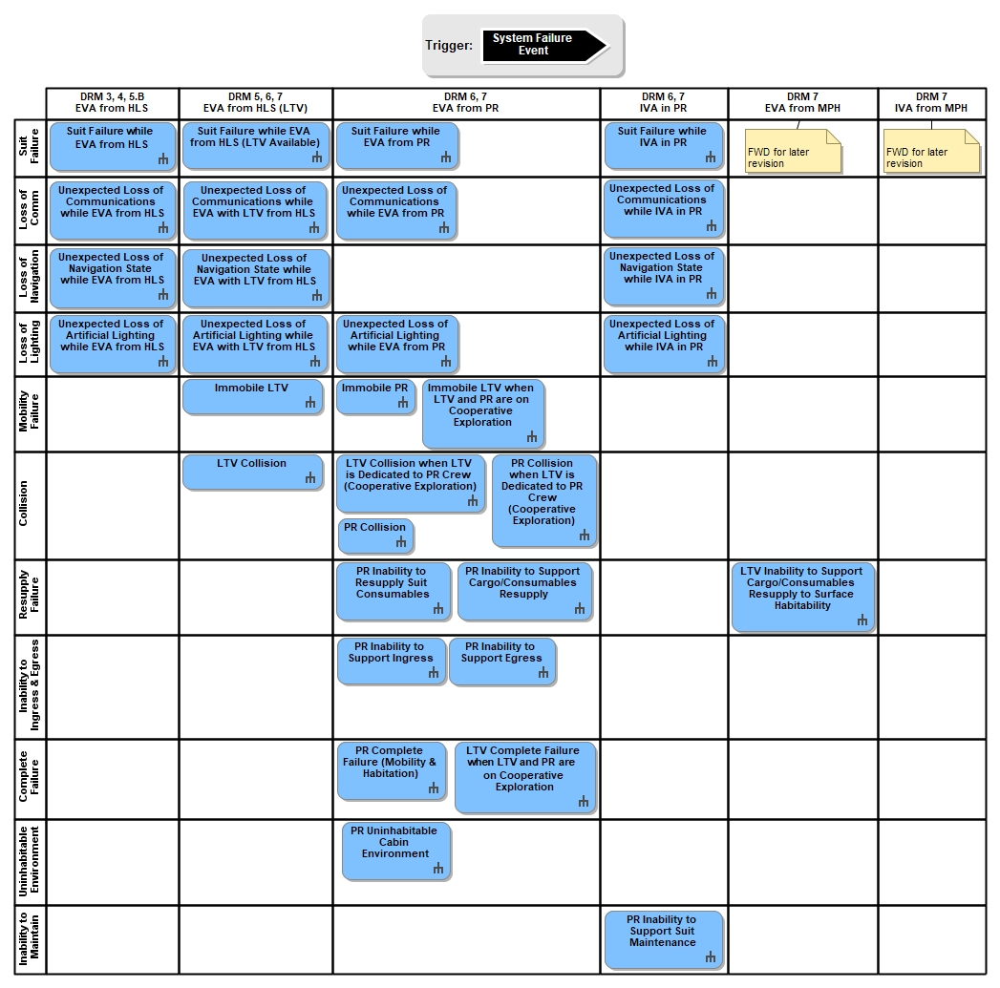 Trigger:
System Failure
Event
DRM 3, 4, 5.B
EVA from HLS
DRM 5, 6, 7
EVA from HLS (LTV)
DRM 6, 7
EVA from PR
DRM 6, 7
IVA in PR
DRM 7
EVA from MPH
DRM 7
IVA from MPH
Suit
Failure
Suit Failure while
EVA from HLS
Suit Failure while EVA
from HLS (LTV Available)
Suit Failure while
EVA from PR
Suit Failure while
IVA in PR
FWD for later
revision
FWD for later
revision
Loss of
Comm
Unexpected Loss of
Communications
while EVA from HLS
Unexpected Loss of
Communications while
EVA with LTV from HLS
Unexpected Loss of
Communications
while EVA from PR
Unexpected Loss of
Communications
while IVA in PR
Loss of
Navigation
Unexpected Loss of
Navigation State
while EVA from HLS
Unexpected Loss of
Navigation State while
EVA with LTV from HLS
Unexpected Loss of
Navigation State
while IVA in PR
Loss of
Lighting
Unexpected Loss of
Artificial Lighting
while EVA from HLS
Unexpected Loss of
Artificial Lighting while
EVA with LTV from HLS
Unexpected Loss of
Artificial Lighting
while EVA from PR
Unexpected Loss of
Artificial Lighting
while IVA in PR
Mobility
Failure
Immobile LTV
Immobile PR
Immobile LTV when
LTV and PR are on
Cooperative
Exploration
Collision
LTV Collision
LTV Collision when LTV
is Dedicated to PR Crew
(Cooperative Exploration)
PR Collision
when LTV is
Dedicated to PR
Crew
(Cooperative
Exploration)
PR Collision
Resupply
Failure
PR Inability to
Resupply Suit
Consumables
PR Inability to Support
Cargo/Consumables
Resupply
LTV Inability to Support
Cargo/Consumables
Resupply to Surface
Habitability
Inability to
Ingress & Egress
PR Inability to
Support Ingress
PR Inability to
Support Egress
Complete
Failure
PR Complete
Failure (Mobility &
Habitation)
LTV Complete Failure
when LTV and PR are
on Cooperative
Exploration
Uninhabitable
Environment
PR Uninhabitable
Cabin
Environment
Inability to
Maintain
PR Inability to
Support Suit
Maintenance